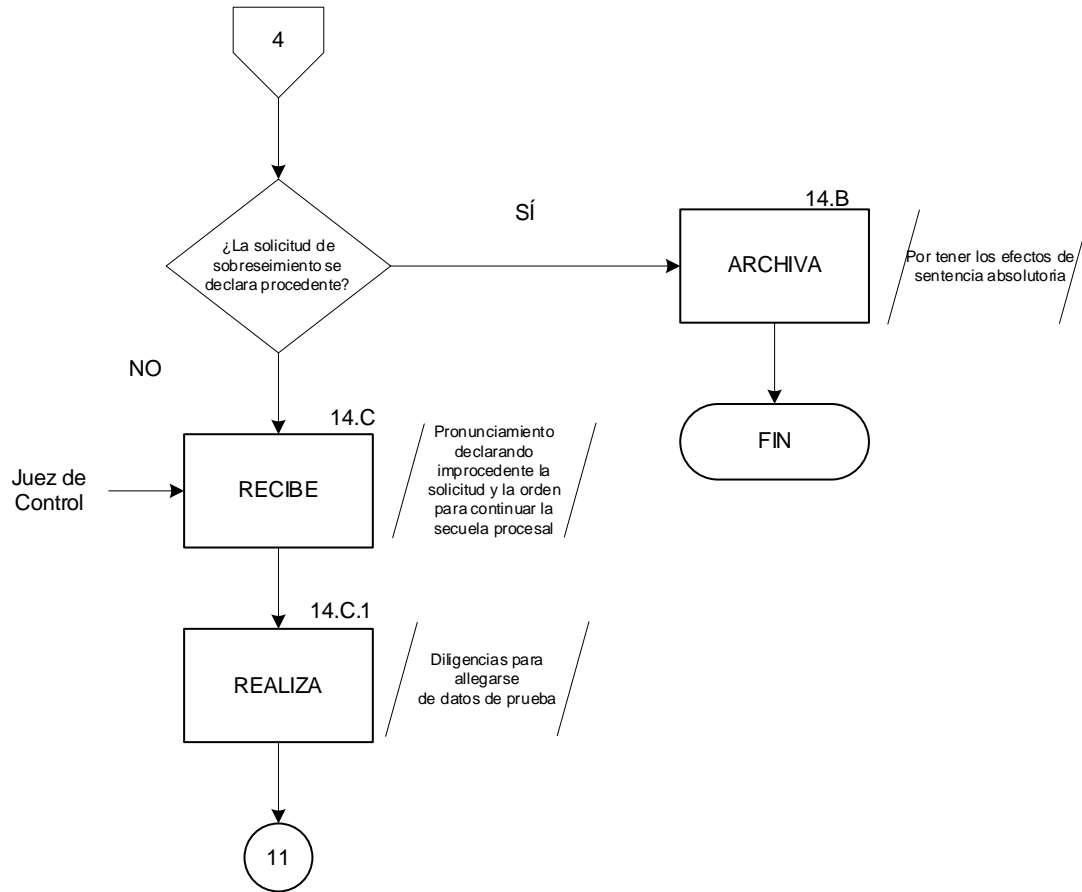 4
¿La solicitud de
sobreseimiento se
declara procedente?
SÍ
14.B
ARCHIVA
Por tener los efectos de
sentencia absolutoria
FIN
NO
14.C
Juez de
Control
RECIBE
Pronunciamiento
declarando
improcedente la
solicitud y la orden
para continuar la
secuela procesal
14.C.1
REALIZA
Diligencias para
allegarse
de datos de prueba
11